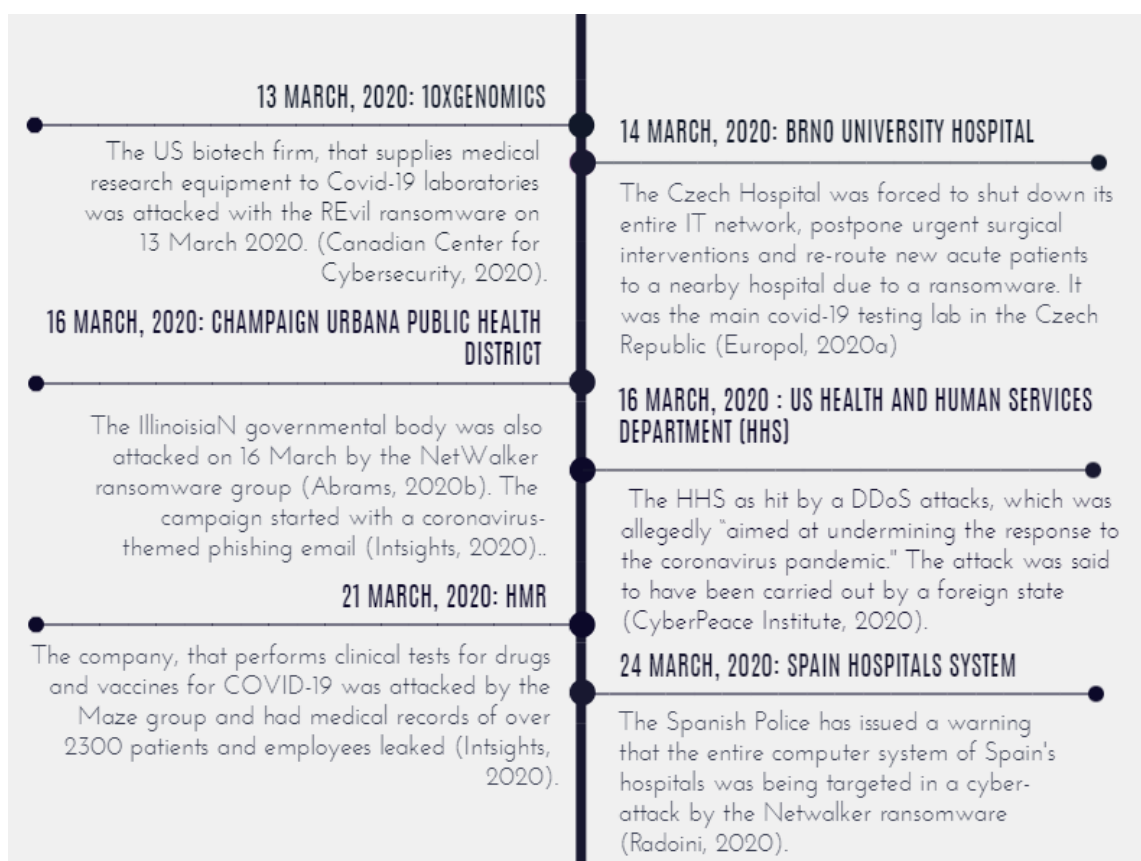 13 MARCH, 2020: 10XGENOMICS
The US biotech firm, that supplies medical
research equipment to Covid-19 laboratories
was attacked with the REvil ransomware on
13 March 2020. (Canadian Center for
Cybersecurity, 2020).
14 MARCH, 2020: BRNO UNIVERSITY HOSPITAL
The Czech Hospital was forced to shut down its
entire IT network, postpone urgent surgical
interventions and re-route new acute patients
to a nearby hospital due to a ransomware. It
was the main covid-19 testing lab in the Czech
Republic (Europol, 2020a)
16 MARCH, 2020: CHAMPAIGN URBANA PUBLIC HEALTH
DISTRICT
The IllinoisiaN governmental body was also
attacked on 16 March by the NetWalker
ransomware group (Abrams, 2020b). The
campaign started with a coronavirus-
themed phishing email (Intsights, 2020)..
16 MARCH, 2020 : US HEALTH AND HUMAN SERVICES
DEPARTMENT (HHS)
The HHS as hit by a DDoS attacks, which was
allegedly "aimed at undermining the response to
the coronavirus pandemic." The attack was said
to have been carried out by a foreign state
(CyberPeace Institute, 2020).
21 MARCH, 2020: HMR
The company, that performs clinical tests for drugs
and vaccines for COVID-19 was attacked by the
Maze group and had medical records of over
2300 patients and employees leaked (Intsights,
2020).
24 MARCH, 2020: SPAIN HOSPITALS SYSTEM
The Spanish Police has issued a warning
that the entire computer system of Spain's
hospitals was being targeted in a cyber-
attack by the Netwalker ransomware
(Radoini, 2020).